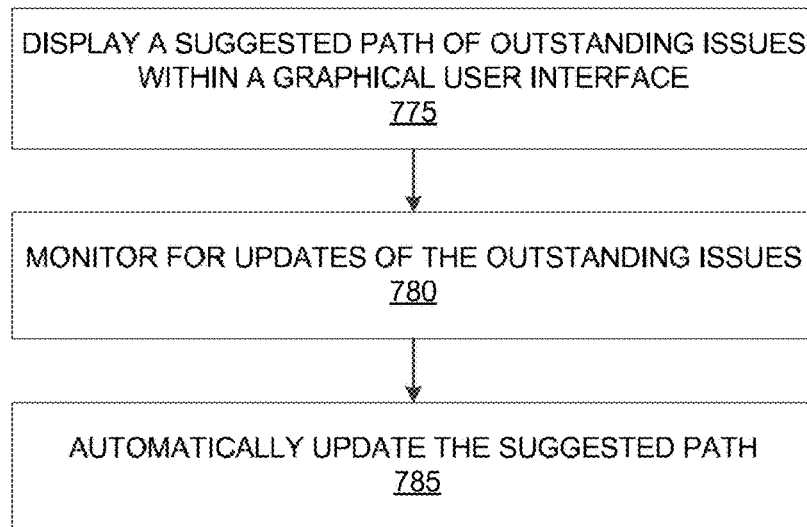 DISPLAY A SUGGESTED PATH OF OUTSTANDING ISSUES
WITHIN A GRAPHICAL USER INTERFACE
775
MONITOR FOR UPDATES OF THE OUTSTANDING ISSUES
780
AUTOMATICALLY UPDATE THE SUGGESTED PATH
785